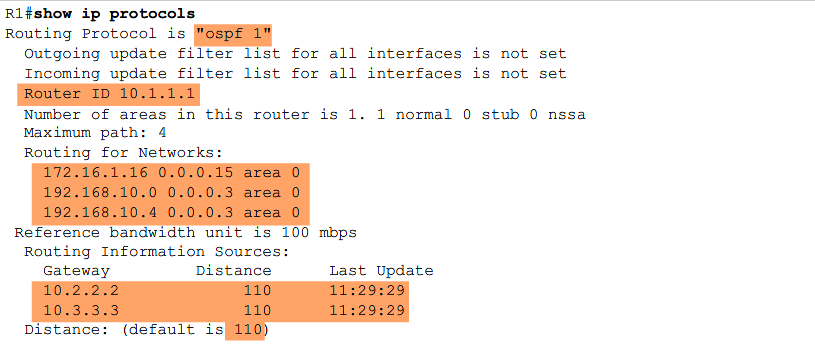 R1#show ip protocols
Routing Protocol is "ospf 1"
Outgoing update filter list for all interfaces is not set
Incoming update filter list for all interfaces is not set
Router ID 10.1.1.1
Number of areas in this router is 1. 1 normal 0 stub 0 nssa
Maximum path: 4
Routing for Networks:
172.16.1.16 0.0.0.15 area 0
192.168.10.0 0.0.0.3 area 0
192.168.10.4 0.0.0.3 area 0
Reference bandwidth unit is 100 mbps
Routing Information Sources:
Gateway Distance Last Update
10.2.2.2 110 11:29:29
10.3.3.3 110 11:29:29
Distance: (default is 110)